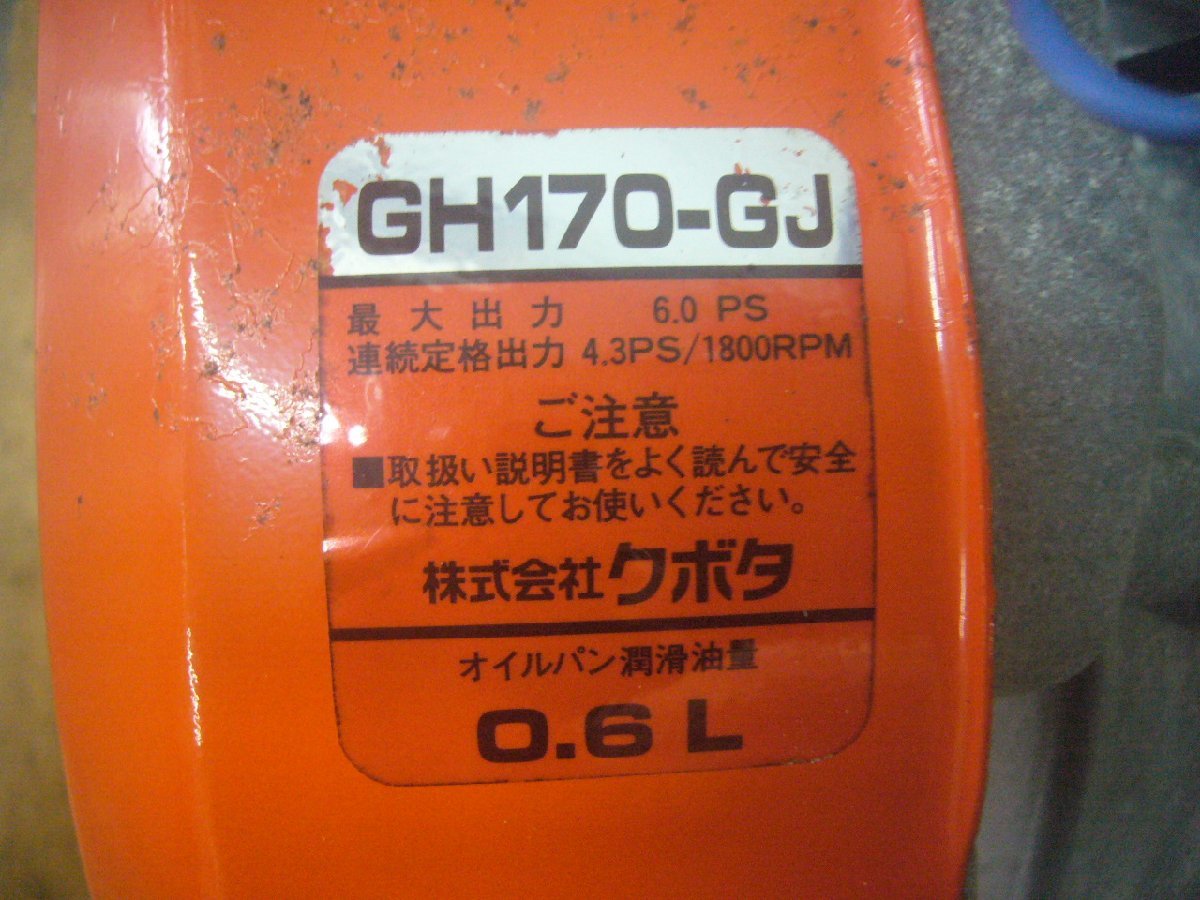 GH170-GJ
最大出力 6.0 PS
連続定格出力 4.3PS/1800RPM
ご注意
■取扱い説明書をよく読んで安全
に注意してお使いください。
株式会社クボタ
オイルパン潤滑油量
0.6 L